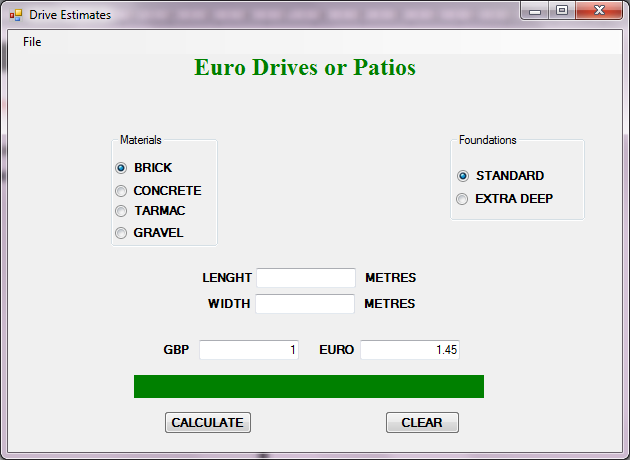 Drive Estimates
File
Euro Drives or Patios
Materials
BRICK
CONCRETE
TARMAC
GRAVEL
Foundations
STANDARD
EXTRA DEEP
LENGHT METRES
WIDTH METRES
GBP 1 EURO 1.45
CALCULATE CLEAR